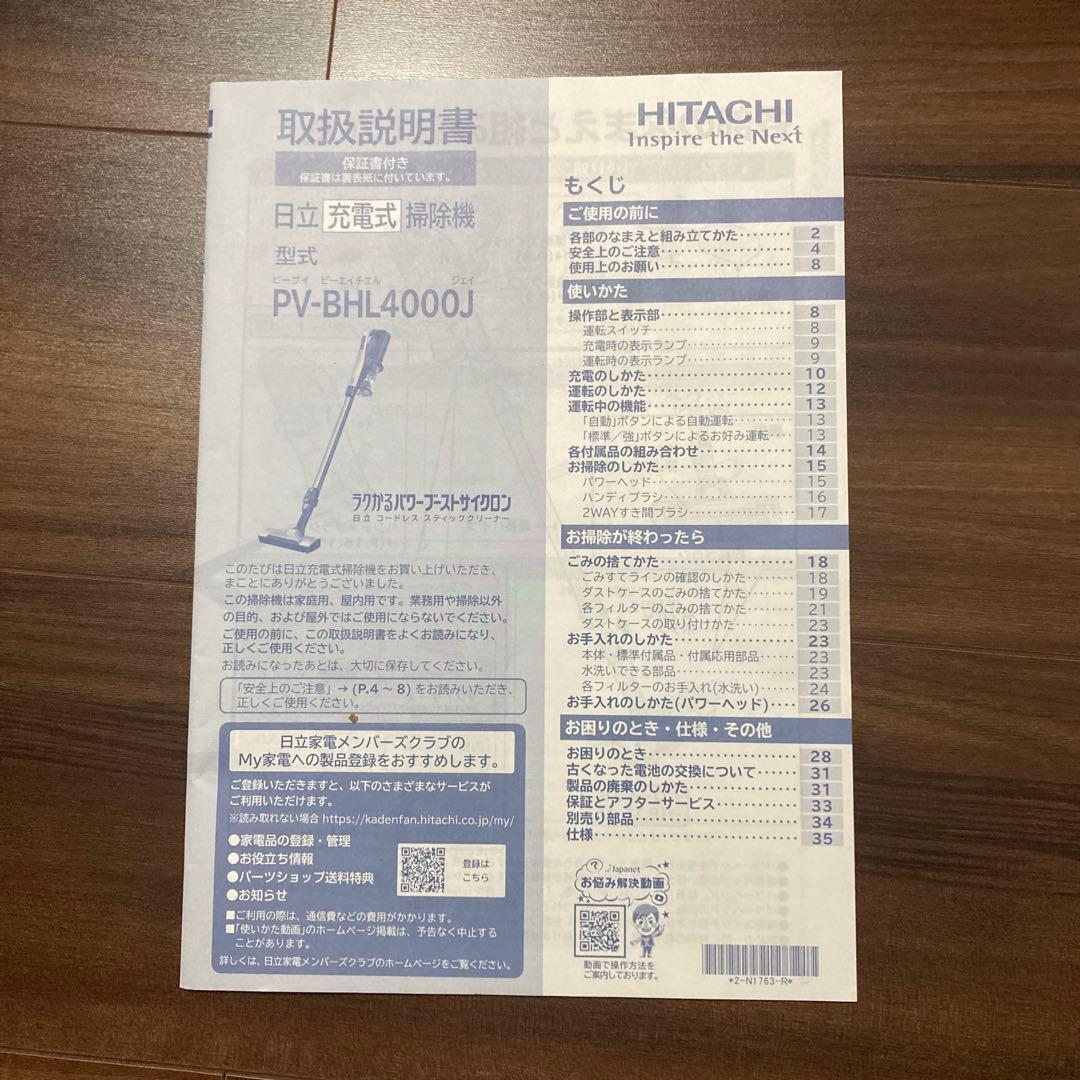 取扱説明書
保証書付き
保証書は裏表紙に付いています。
日立 充電式 掃除機
型式
ピーブイ ビーエイチエル ジェイ
PV-BHL4000J
ラクかるパワーブーストサイクロン
日立 コードレス スティッククリーナー
このたびは日立充電式掃除機をお買い上げいただき、
まことにありがとうございました。
この掃除機は家庭用、屋内用です。業務用や掃除以外
の目的、および屋外ではご使用にならないでください。
ご使用の前に、この取扱説明書をよくお読みになり、
正しくご使用ください。
お読みになったあとは、大切に保存してください。
「安全上のご注意」→(P.4～8)をお読みいただき、
正しくご使用ください。
日立家電メンバーズクラブの
My家電への製品登録をおすすめします。
ご登録いただきますと、以下のさまざまなサービスが
ご利用いただけます。
※読み取れない場合 https://kadenfan.hitachi.co.jp/my/
●家電品の登録・管理
●お役立ち情報
●パーツショップ送料特典
●お知らせ
登録は
こちら
■ご利用の際は、通信費などの費用がかかります。
■「使いかた動画」のホームページ掲載は、予告なく中止する
ことがあります。
詳しくは、日立家電メンバーズクラブのホームページをご覧ください。
HITACHI
Inspire the Next
もくじ
ご使用の前に
各部のなまえと組み立てかた········ 2
安全上のご注意···················· 4
使用上のお願い···················· 8
使いかた
操作部と表示部···················· 8
運転スイッチ···················· 8
充電時の表示ランプ················ 9
運転時の表示ランプ················ 9
充電のしかた···················· 10
運転のしかた···················· 12
運転中の機能···················· 13
「自動」ボタンによる自動運転·········· 13
「標準／強」ボタンによるお好み運転···· 13
各付属品の組み合わせ·············· 14
お掃除のしかた·················· 15
パワーヘッド···················· 15
ハンディブラシ·················· 16
2WAYすき間ブラシ················ 17
お掃除が終わったら
ごみの捨てかた·················· 18
ごみすてラインの確認のしかた········ 18
ダストケースのごみの捨てかた········ 19
各フィルターのごみの捨てかた········ 21
ダストケースの取り付けかた·········· 23
お手入れのしかた················ 23
本体・標準付属品・付属応用部品······ 23
水洗いできる部品················ 23
各フィルターのお手入れ(水洗い)······ 24
お手入れのしかた(パワーヘッド)···· 26
お困りのとき・仕様・その他
お困りのとき···················· 28
古くなった電池の交換について······ 31
製品の廃棄のしかた·············· 31
保証とアフターサービス············ 33
別売り部品···················· 34
仕様·························· 35
Japanet
お悩み解決動画
動画で操作方法を
ご案内しております。
*2-N1763-R*